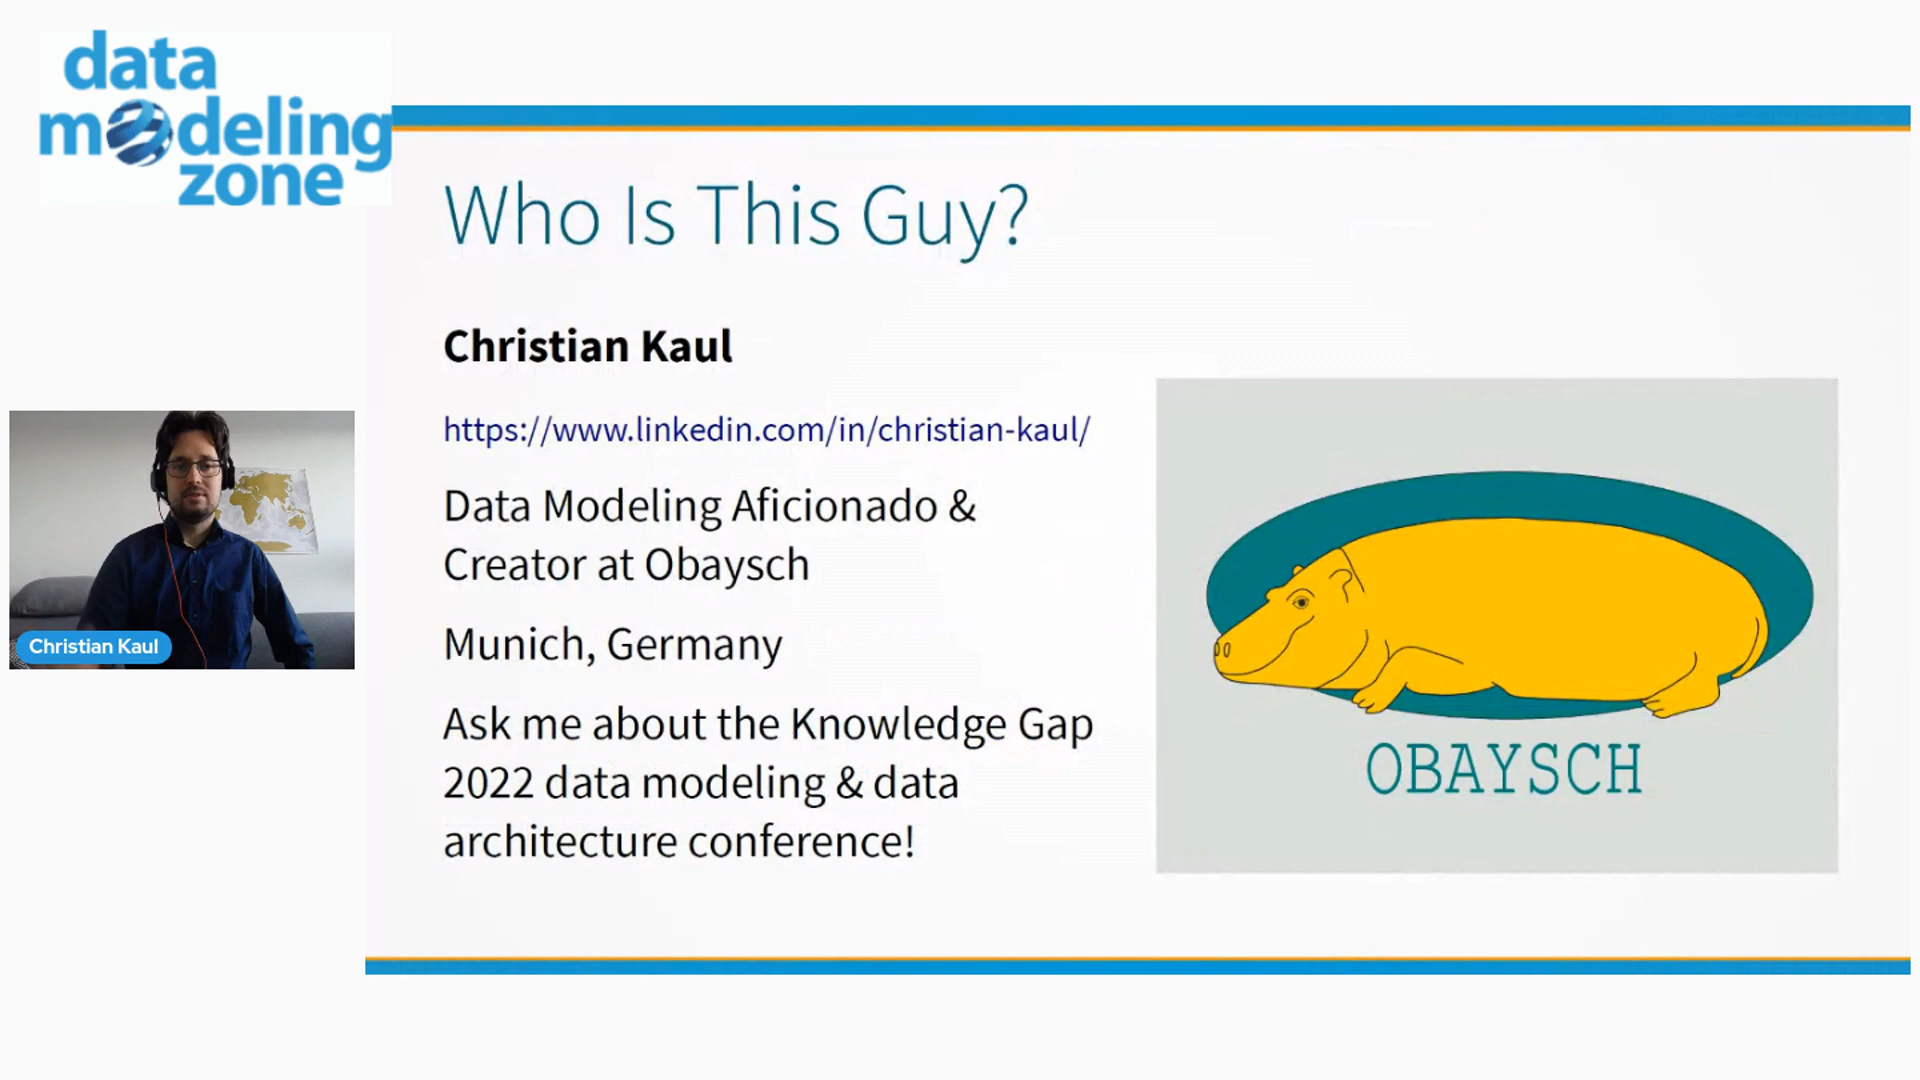 data
modeling
zone
Who Is This Guy?
Christian Kaul
https://www.linkedin.com/in/christian-kaul/
Data Modeling Aficionado &
Creator at Obaysch
Munich, Germany
Ask me about the Knowledge Gap
2022 data modeling & data
architecture conference!
OBAYSCH
Christian Kaul